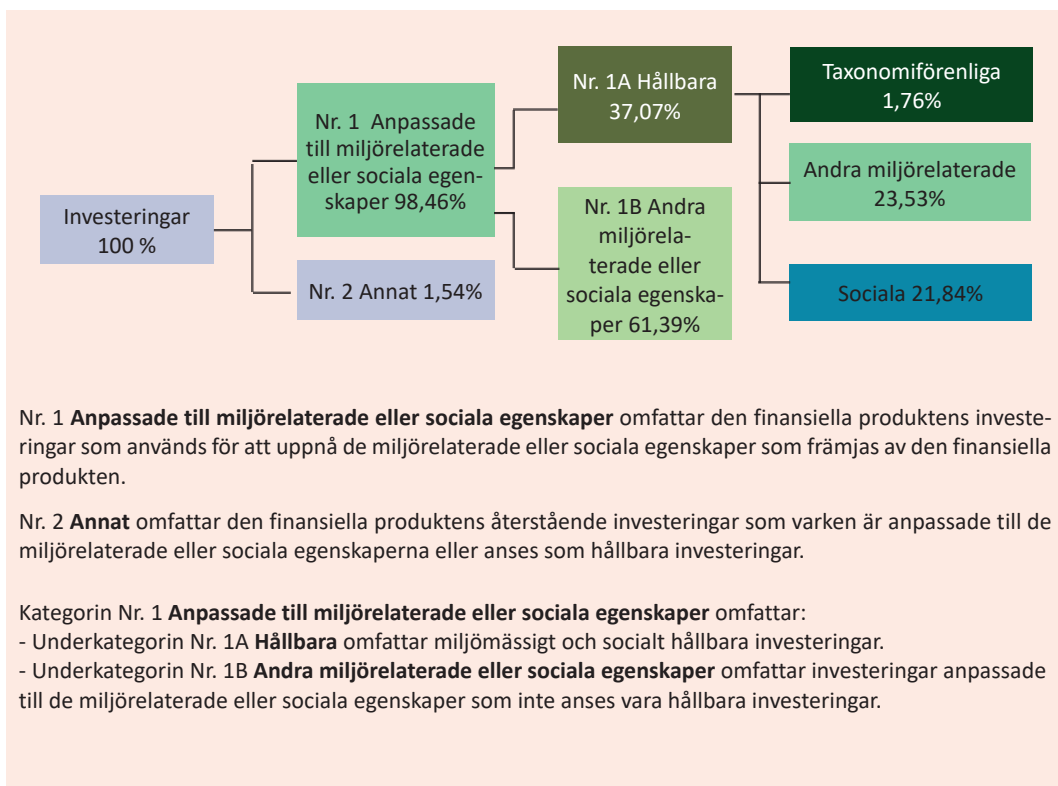 Investeringar
100 %
Nr. 1 Anpassade
till miljörelaterade
eller sociala egen-
skaper 98,46%
Nr. 2 Annat 1,54%
Nr. 1A Hållbara
37,07%
Nr. 1B Andra
miljörela-
terade eller
sociala egenska-
per 61,39%
Taxonomiförenliga
1,76%
Andra miljörelaterade
23,53%
Sociala 21,84%
Nr. 1 Anpassade till miljörelaterade eller sociala egenskaper omfattar den finansiella produktens investe-
ringar som används för att uppnå de miljörelaterade eller sociala egenskaper som främjas av den finansiella
produkten.
Nr. 2 Annat omfattar den finansiella produktens återstående investeringar som varken är anpassade till de
miljörelaterade eller sociala egenskaperna eller anses som hållbara investeringar.
Kategorin Nr. 1 Anpassade till miljörelaterade eller sociala egenskaper omfattar:
- Underkategorin Nr. 1A Hållbara omfattar miljömässigt och socialt hållbara investeringar.
- Underkategorin Nr. 1B Andra miljörelaterade eller sociala egenskaper omfattar investeringar anpassade
till de miljörelaterade eller sociala egenskaper som inte anses vara hållbara investeringar.